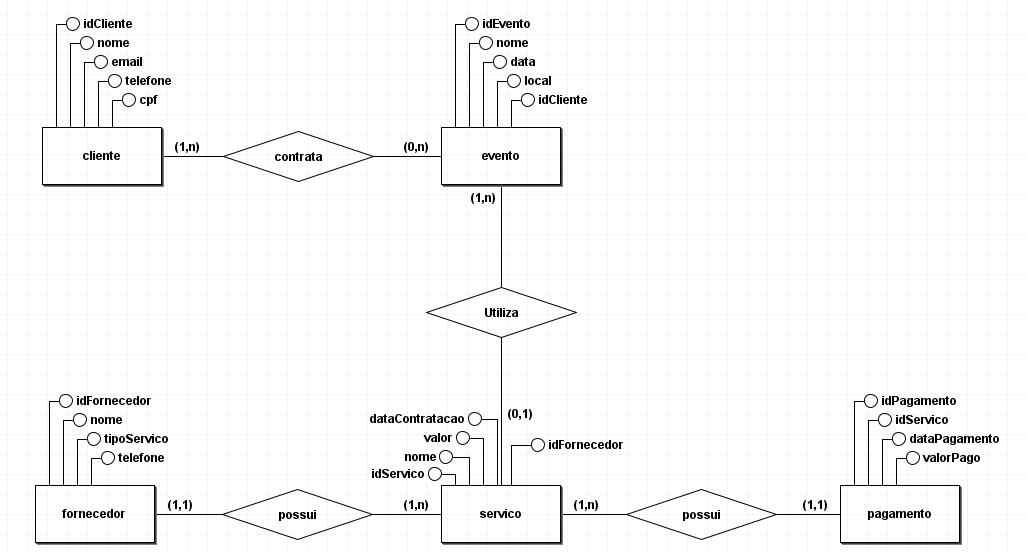 idCliente
nome
email
telefone
cpf
cliente
(1,n)
contrata
(0,n)
idEvento
nome
data
local
idCliente
evento
(1,n)
Utiliza
(0,1)
idFornecedor
nome
tipoServico
telefone
fornecedor
(1,1)
possui
(1,n)
dataContratacao
valor
nome
idServico
idFornecedor
servico
(1,n)
possui
(1,1)
idPagamento
idServico
dataPagamento
valorPago
pagamento